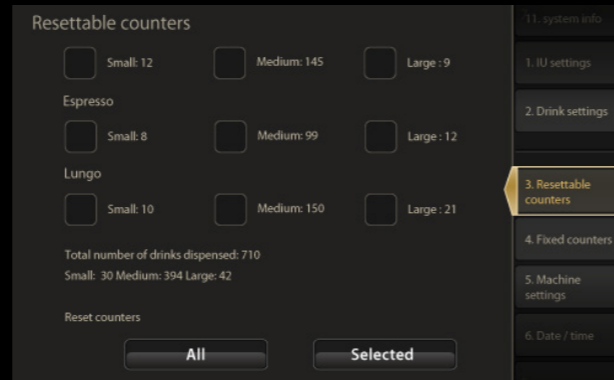 Resettable counters
Small: 12 Medium: 145 Large : 9
Espresso
Small: 8 Medium: 99 Large : 12
Lungo
Small: 10 Medium: 150 Large : 21
Total number of drinks dispensed: 710
Small: 30 Medium: 394 Large: 42
Reset counters
All Selected
11. system info
1. IU settings
2. Drink settings
3. Resettable
counters
4. Fixed counters
5. Machine
settings
6. Date / time